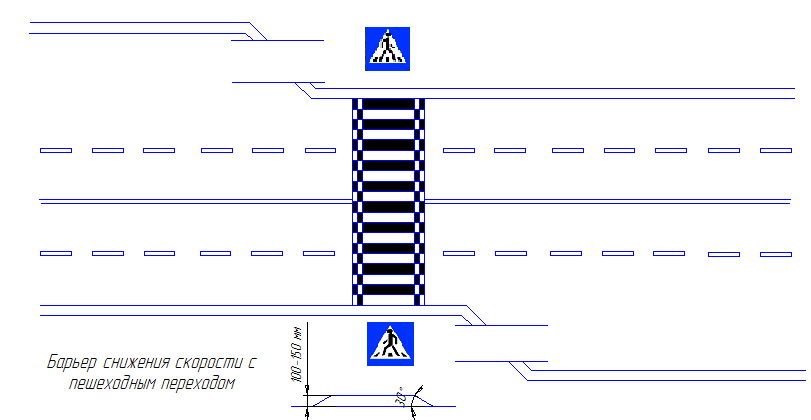 Барьер снижения скорости с
пешеходным переходом
100-150 мм
30°